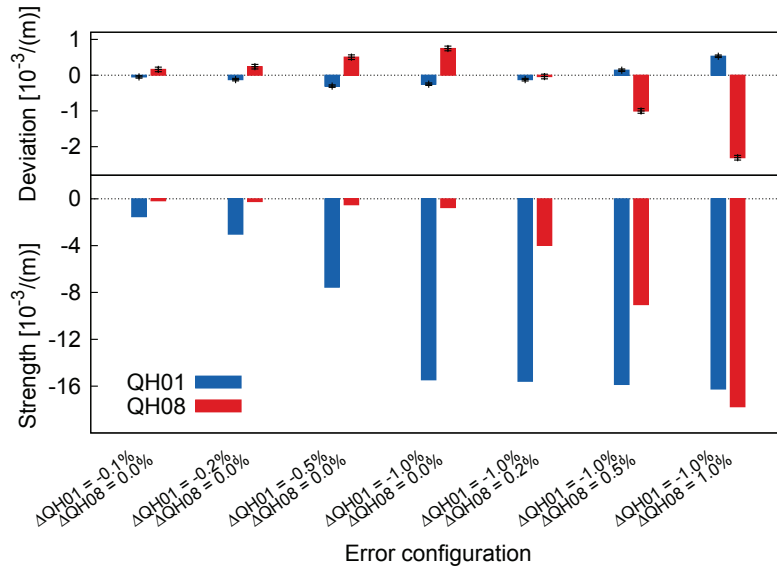 Deviation [10⁻³/(m)]
1
0
-1
-2
Strength [10⁻³/(m)]
0
-4
-8
-12
-16
QH01
QH08
ΔQH01 = -0.1%
ΔQH08 = 0.0%
ΔQH01 = -0.2%
ΔQH08 = 0.0%
ΔQH01 = -0.5%
ΔQH08 = 0.0%
ΔQH01 = -1.0%
ΔQH08 = 0.0%
ΔQH01 = -1.0%
ΔQH08 = 0.2%
ΔQH01 = -1.0%
ΔQH08 = 0.5%
ΔQH01 = -1.0%
ΔQH08 = 1.0%
Error configuration